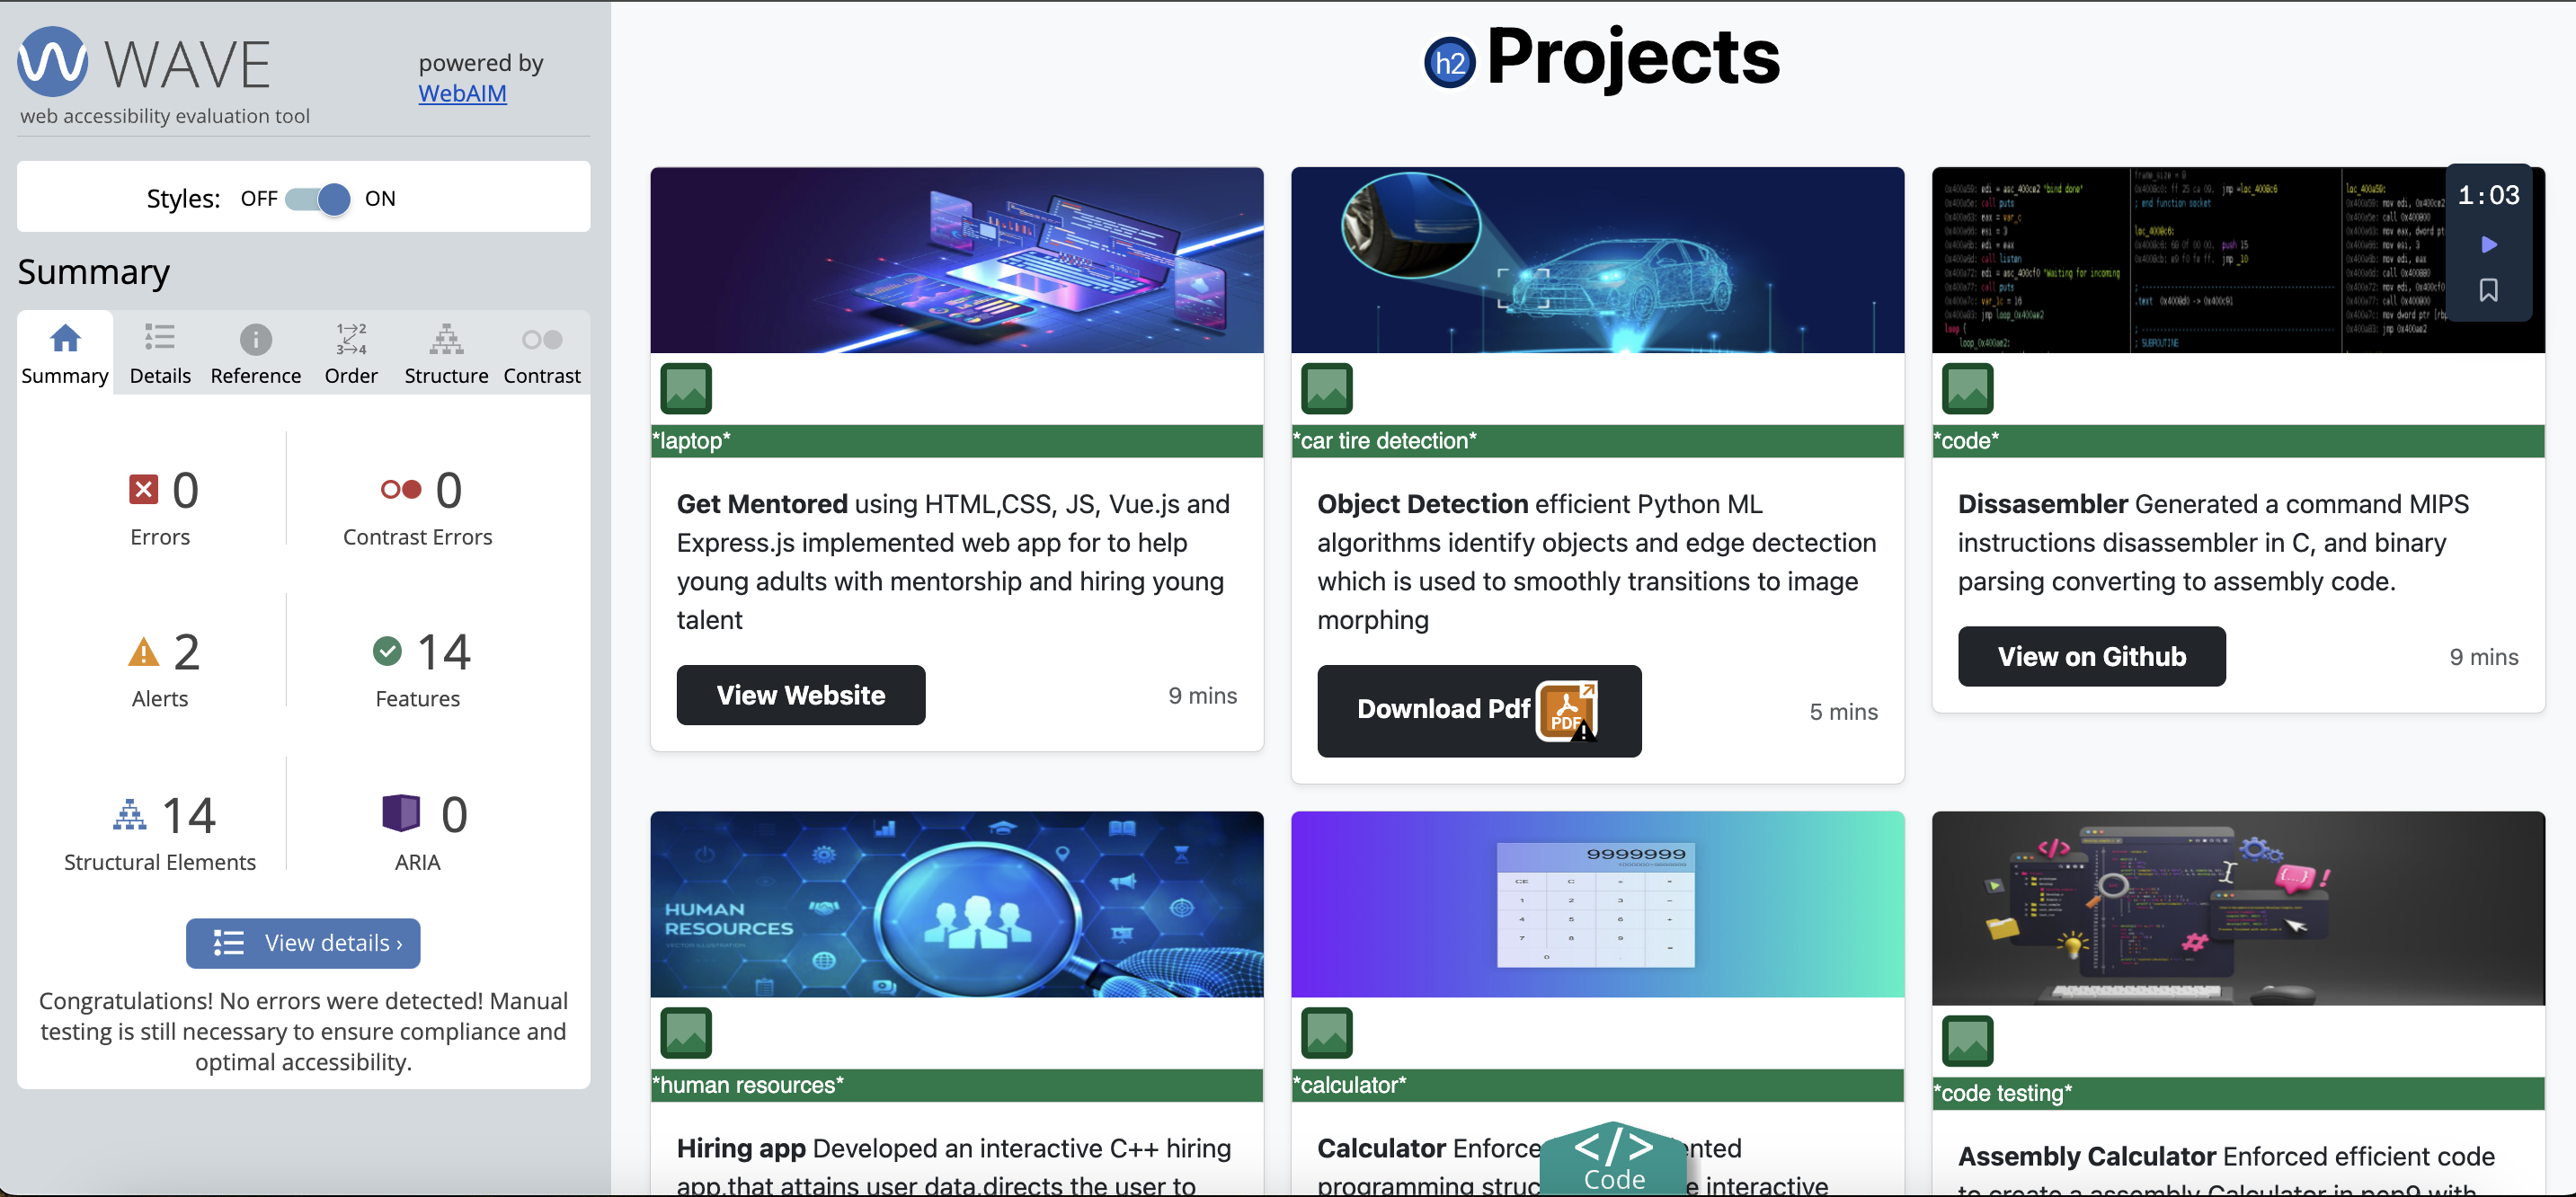 WAVE
powered by
WebAIM
web accessibility evaluation tool
Styles: OFF ON
Summary
Summary Details Reference Order Structure Contrast
0 Errors
0 Contrast Errors
2 Alerts
14 Features
14 Structural Elements
0 ARIA
View details ›
Congratulations! No errors were detected! Manual
testing is still necessary to ensure compliance and
optimal accessibility.
h2 Projects
*laptop*
Get Mentored using HTML,CSS, JS, Vue.js and
Express.js implemented web app for to help
young adults with mentorship and hiring young
talent
View Website
9 mins
*car tire detection*
Object Detection efficient Python ML
algorithms identify objects and edge dectection
which is used to smoothly transitions to image
morphing
Download Pdf
PDF
5 mins
1:03
*code*
Dissasembler Generated a command MIPS
instructions disassembler in C, and binary
parsing converting to assembly code.
View on Github
9 mins
HUMAN
RESOURCES
*human resources*
Hiring app Developed an interactive C++ hiring
app,that attains user data,directs the user to
9999999
*calculator*
Calculator
programming
interactive
</>
Code
*code testing*
Assembly Calculator Enforced efficient code
to create a assembly Calculator in pep9 with